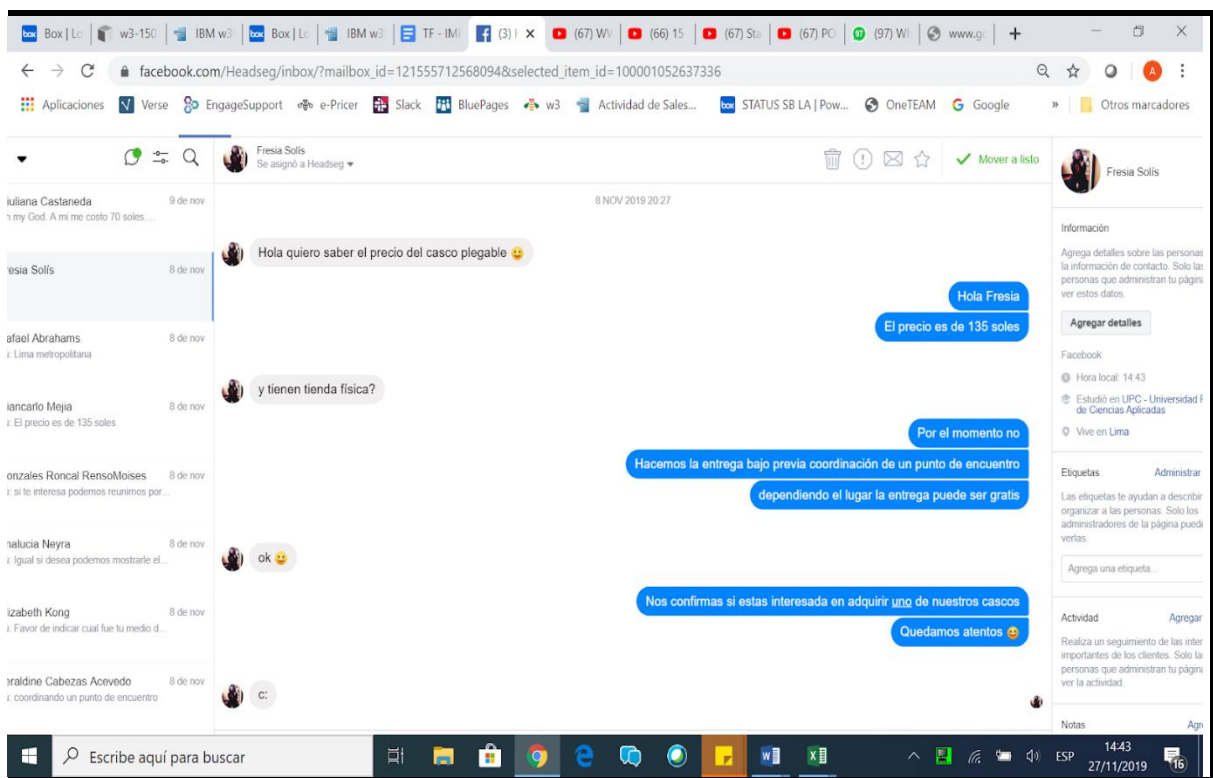 Box | Lo w3-150 IBM w3 Box | Lo IBM w3 TF - IMI (3) (67) WV (66) 15 (67) Sta (67) PO (97) Wh www.go
facebook.com/Headseg/inbox/?mailbox_id=121555712568094&selected_item_id=100001052637336
Aplicaciones Verse EngageSupport e-Pricer Slack BluePages w3 Actividad de Sales... STATUS SB LA | Pow... OneTEAM Google » Otros marcadores
Fresia Solís
Se asignó a Headseg
Mover a listo
Fresia Solís
iuliana Castaneda 9 de nov
my God. A mi me costo 70 soles....
resia Solís 8 de nov
afael Abrahams 8 de nov
Lima metropolitana
iancarlo Mejia 8 de nov
El precio es de 135 soles
onzales Roncal RensoMoises 8 de nov
si te interesa podemos reunirnos por...
nalucia Neyra 8 de nov
Igual si desea podemos mostrarle el...
izabeth Kong 8 de nov
Favor de indicar cual fue tu medio d...
eraldine Cabezas Acevedo 8 de nov
coordinando un punto de encuentro
8 NOV 2019 20:27
Hola quiero saber el precio del casco plegable 🙂
Hola Fresia
El precio es de 135 soles
y tienen tienda física?
Por el momento no
Hacemos la entrega bajo previa coordinación de un punto de encuentro
dependiendo el lugar la entrega puede ser gratis
ok 🙂
Nos confirmas si estas interesada en adquirir uno de nuestros cascos
Quedamos atentos 😊
c:
Información
Agrega detalles sobre las personas
la información de contacto. Solo las
personas que administran tu página
ver estos datos.
Agregar detalles
Facebook
Hora local: 14:43
Estudió en UPC - Universidad P
de Ciencias Aplicadas
Vive en Lima
Etiquetas Administrar
Las etiquetas te ayudan a describir
organizar a las personas. Solo los
administradores de la página puede
verlas.
Agrega una etiqueta...
Actividad Agregar
Realiza un seguimiento de las inter
importantes de los clientes. Solo la
personas que administran tu página
ver la actividad.
Notas Agre
Escribe aquí para buscar
ESP
14:43
27/11/2019
16